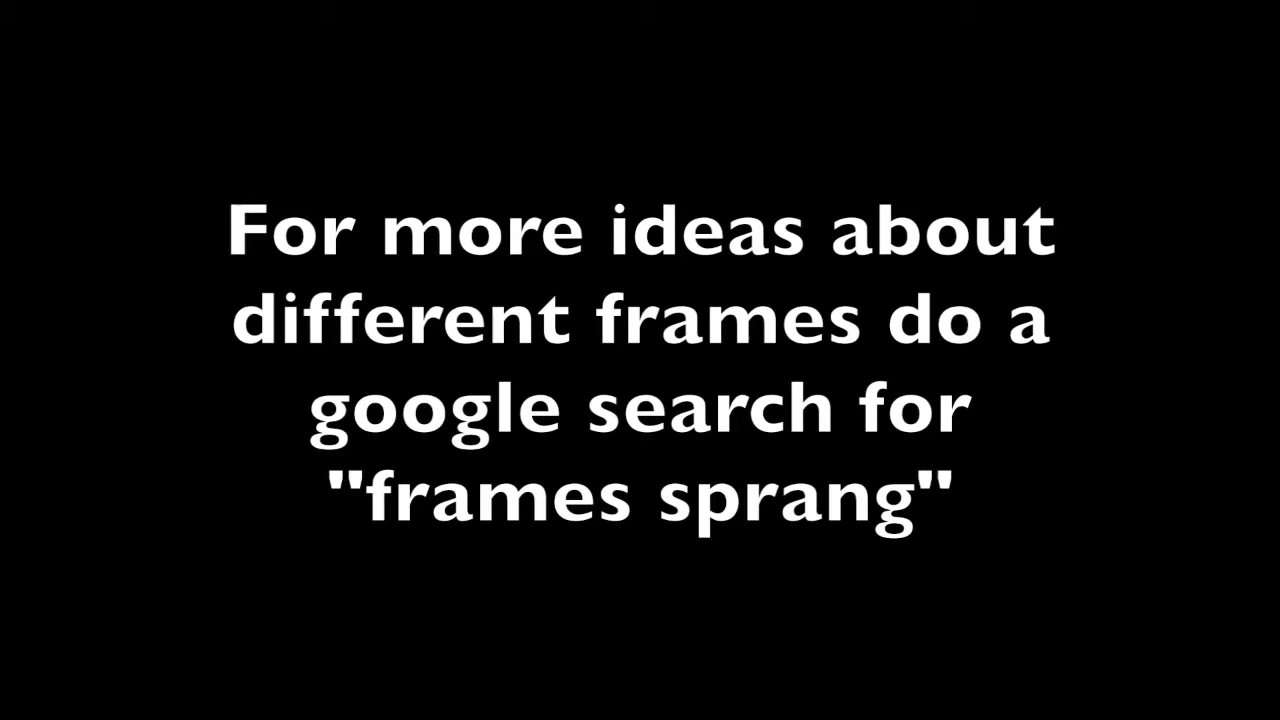 For more ideas about
different frames do a
google search for
"frames sprang"